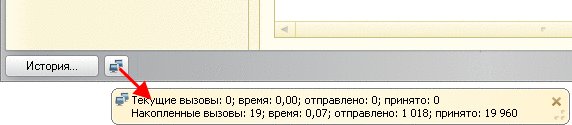 История...
Текущие вызовы: 0; время: 0,00; отправлено: 0; принято: 0
Накопленные вызовы: 19; время: 0,07; отправлено: 1 018; принято: 19 960